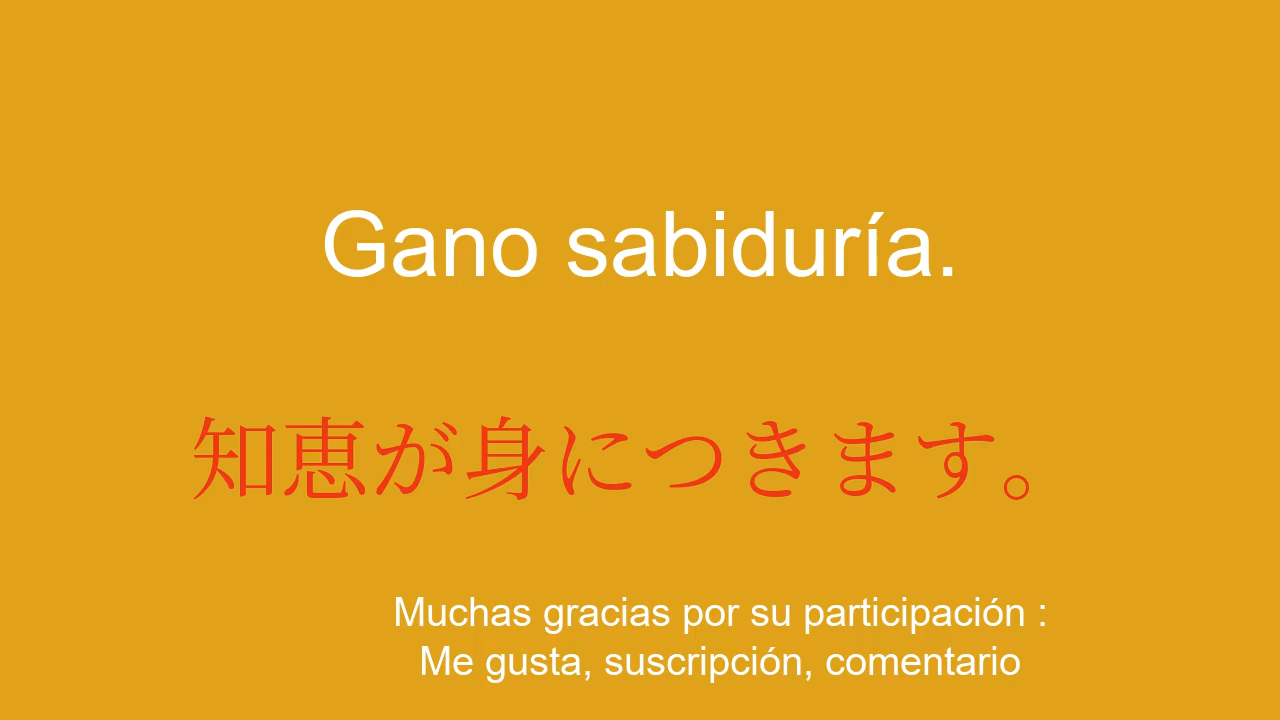 Gano sabiduría.
知恵が身につきます。
Muchas gracias por su participación :
Me gusta, suscripción, comentario